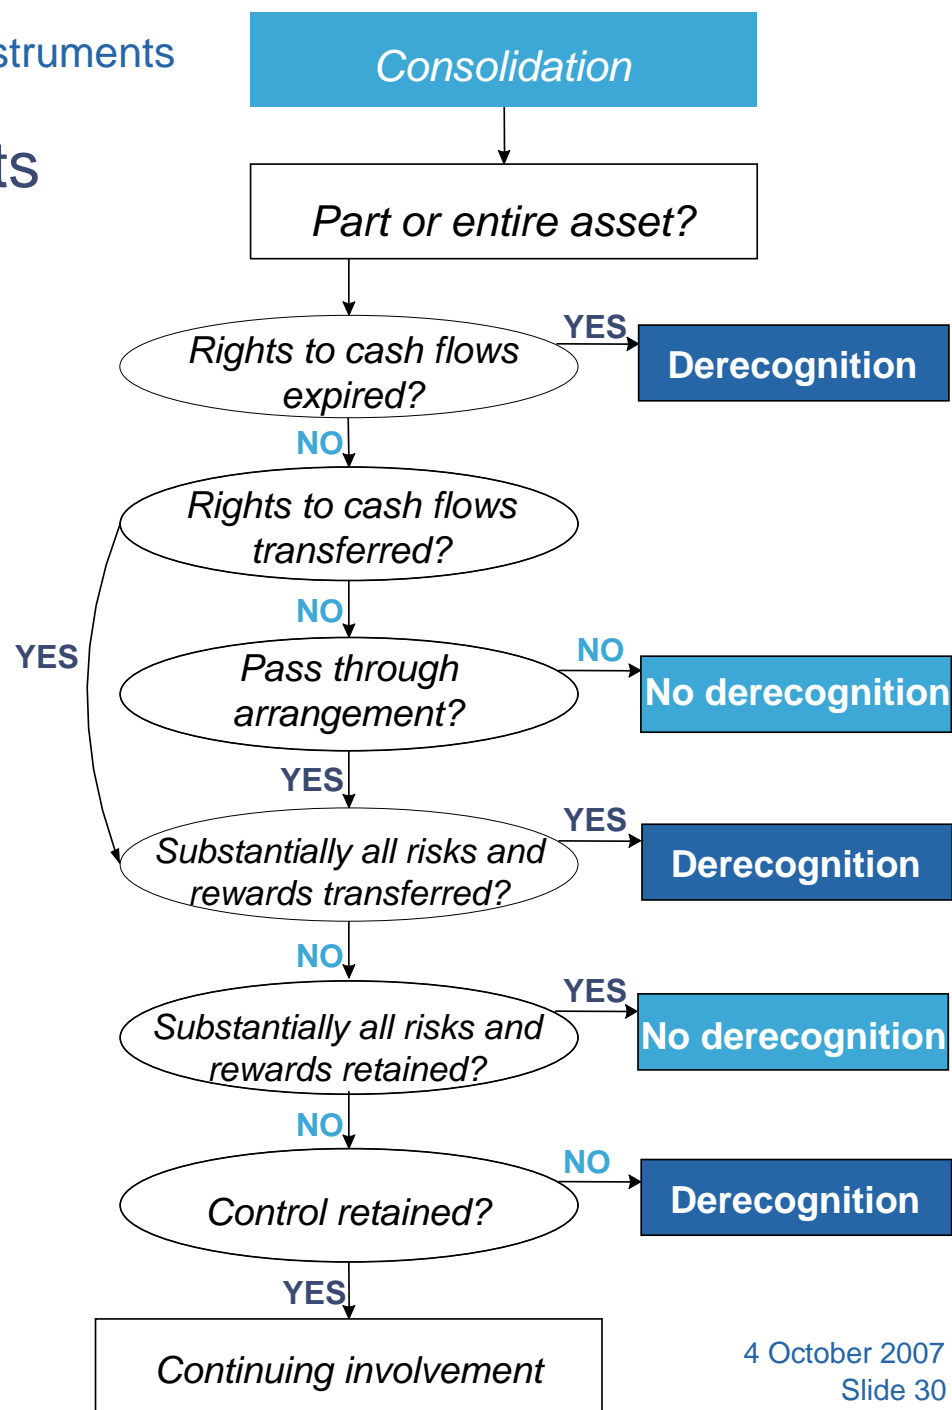 struments
ts
Consolidation
Part or entire asset?
Rights to cash flows
expired?
YES
Derecognition
NO
Rights to cash flows
transferred?
NO
YES
Pass through
arrangement?
NO
No derecognition
YES
Substantially all risks and
rewards transferred?
YES
Derecognition
NO
Substantially all risks and
rewards retained?
YES
No derecognition
NO
Control retained?
NO
Derecognition
YES
Continuing involvement
4 October 2007
Slide 30